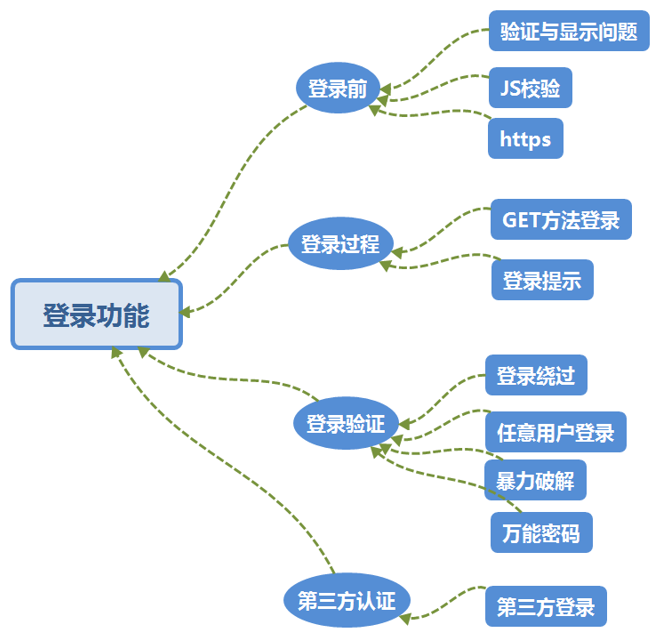 登录功能
登录前
验证与显示问题
JS校验
https
登录过程
GET方法登录
登录提示
登录验证
登录绕过
任意用户登录
暴力破解
万能密码
第三方认证
第三方登录